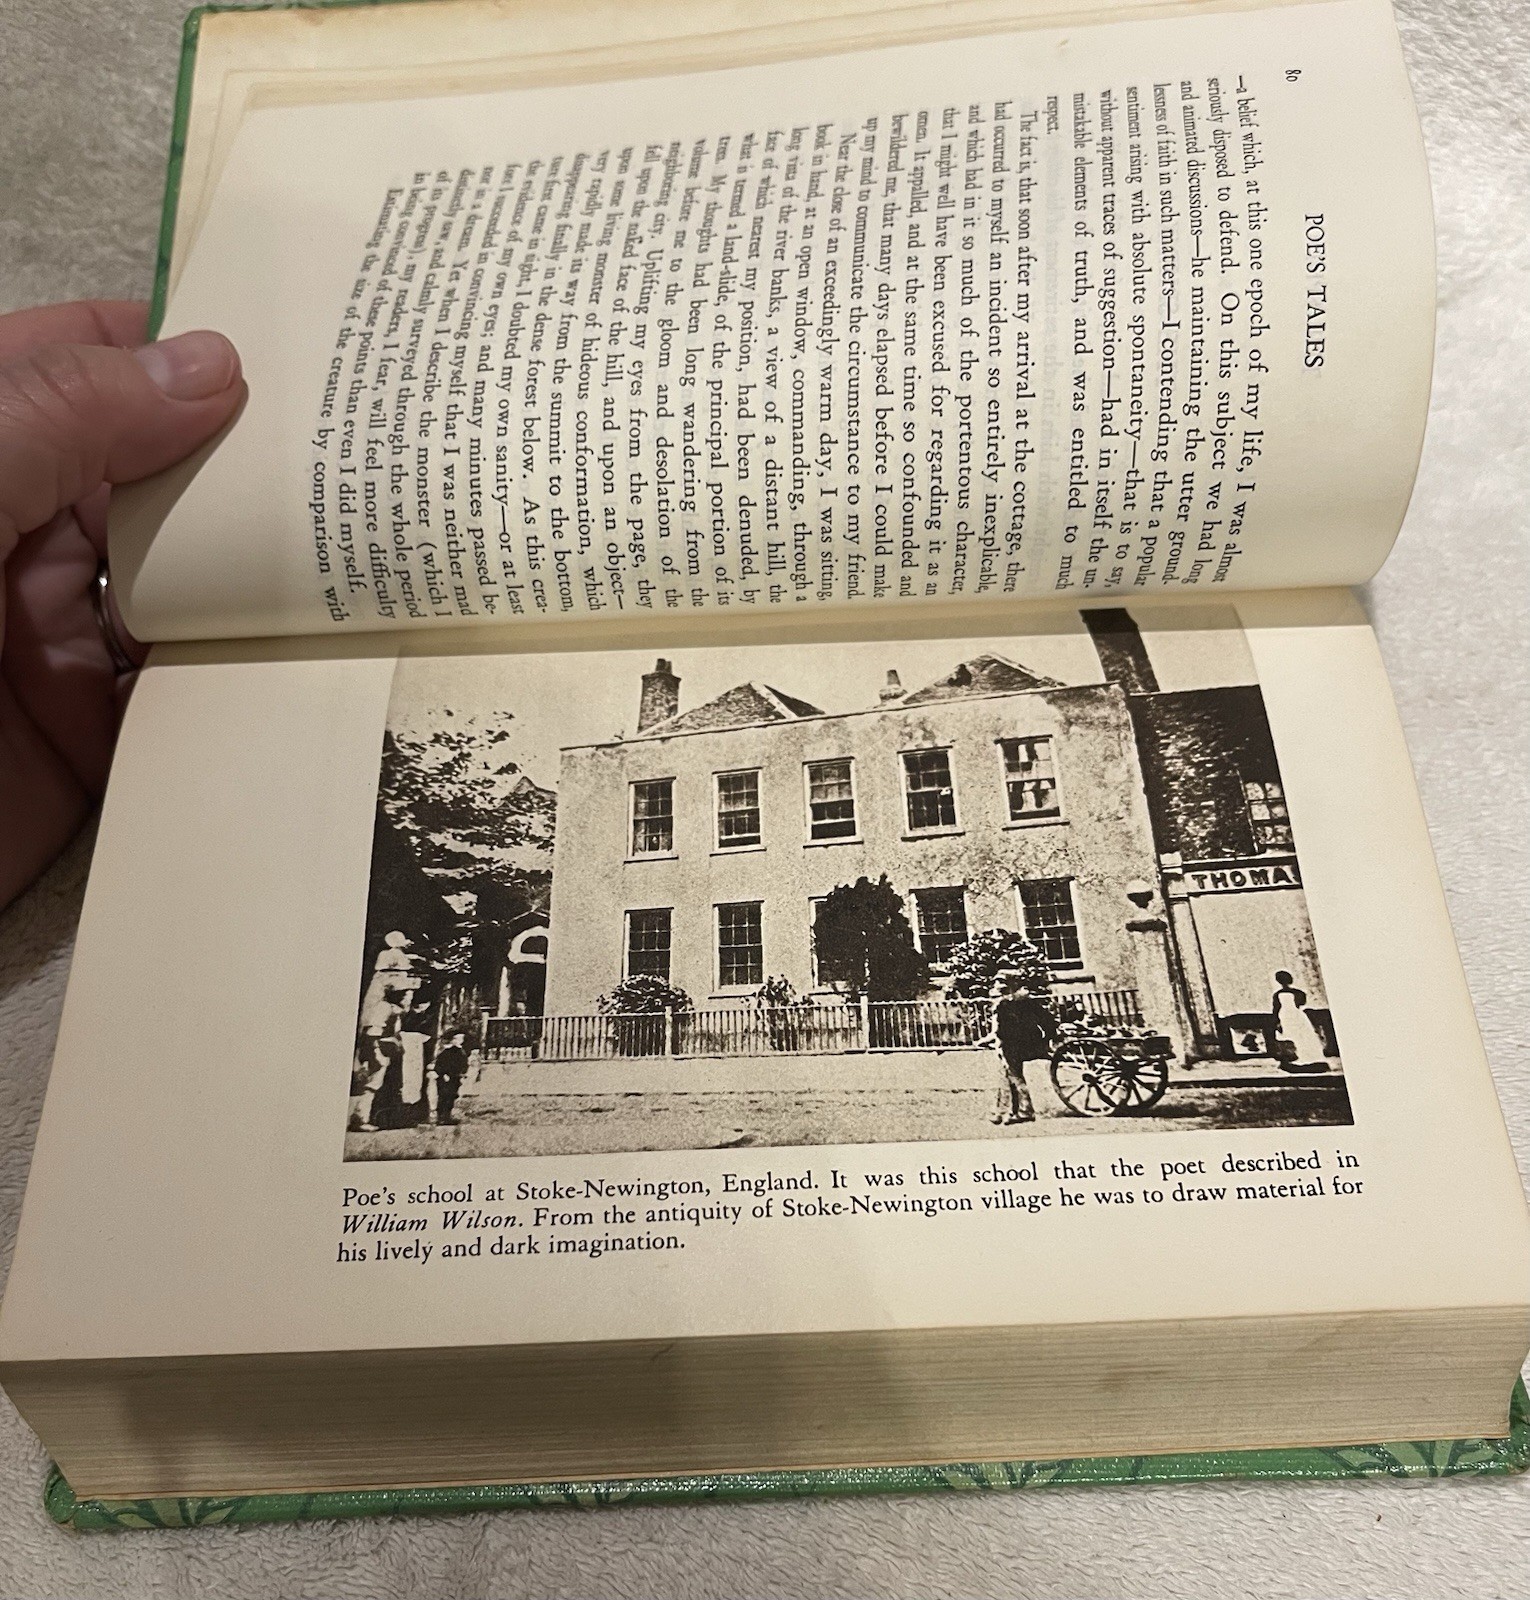 80
POE'S TALES
—a belief which, at this one epoch of my life, I was almost
seriously disposed to defend. On this subject we had long
and animated discussions—he maintaining the utter ground-
lessness of faith in such matters—I contending that a popular
sentiment arising with absolute spontaneity—that is to say,
without apparent traces of suggestion—had in itself the un-
mistakable elements of truth, and was entitled to much
respect.
The fact is, that soon after my arrival at the cottage, there
had occurred to myself an incident so entirely inexplicable,
and which had in it so much of the portentous character,
that I might well have been excused for regarding it as an
omen. It appalled, and at the same time so confounded and
bewildered me, that many days elapsed before I could make
up my mind to communicate the circumstance to my friend.
Near the close of an exceedingly warm day, I was sitting,
book in hand, at an open window, commanding, through a
long vista of the river banks, a view of a distant hill, the
face of which nearest my position, had been denuded, by
what is termed a land-slide, of the principal portion of its
trees. My thoughts had been long wandering from the
volume before me to the gloom and desolation of the
neighboring city. Uplifting my eyes from the page, they
fell upon the naked face of the hill, and upon an object—
upon some living monster of hideous conformation, which
very rapidly made its way from the summit to the bottom,
disappearing finally in the dense forest below. As this crea-
ture first came in sight, I doubted my own sanity—or at least
the evidence of my own eyes; and many minutes passed be-
fore I succeeded in convincing myself that I was neither mad
nor in a dream. Yet when I describe the monster (which I
distinctly saw, and calmly surveyed through the whole period
of its progress), my readers, I fear, will feel more difficulty
in being convinced of these points than even I did myself.
Estimating the size of the creature by comparison with
THOMA
4
Poe's school at Stoke-Newington, England. It was this school that the poet described in
William Wilson. From the antiquity of Stoke-Newington village he was to draw material for
his lively and dark imagination.